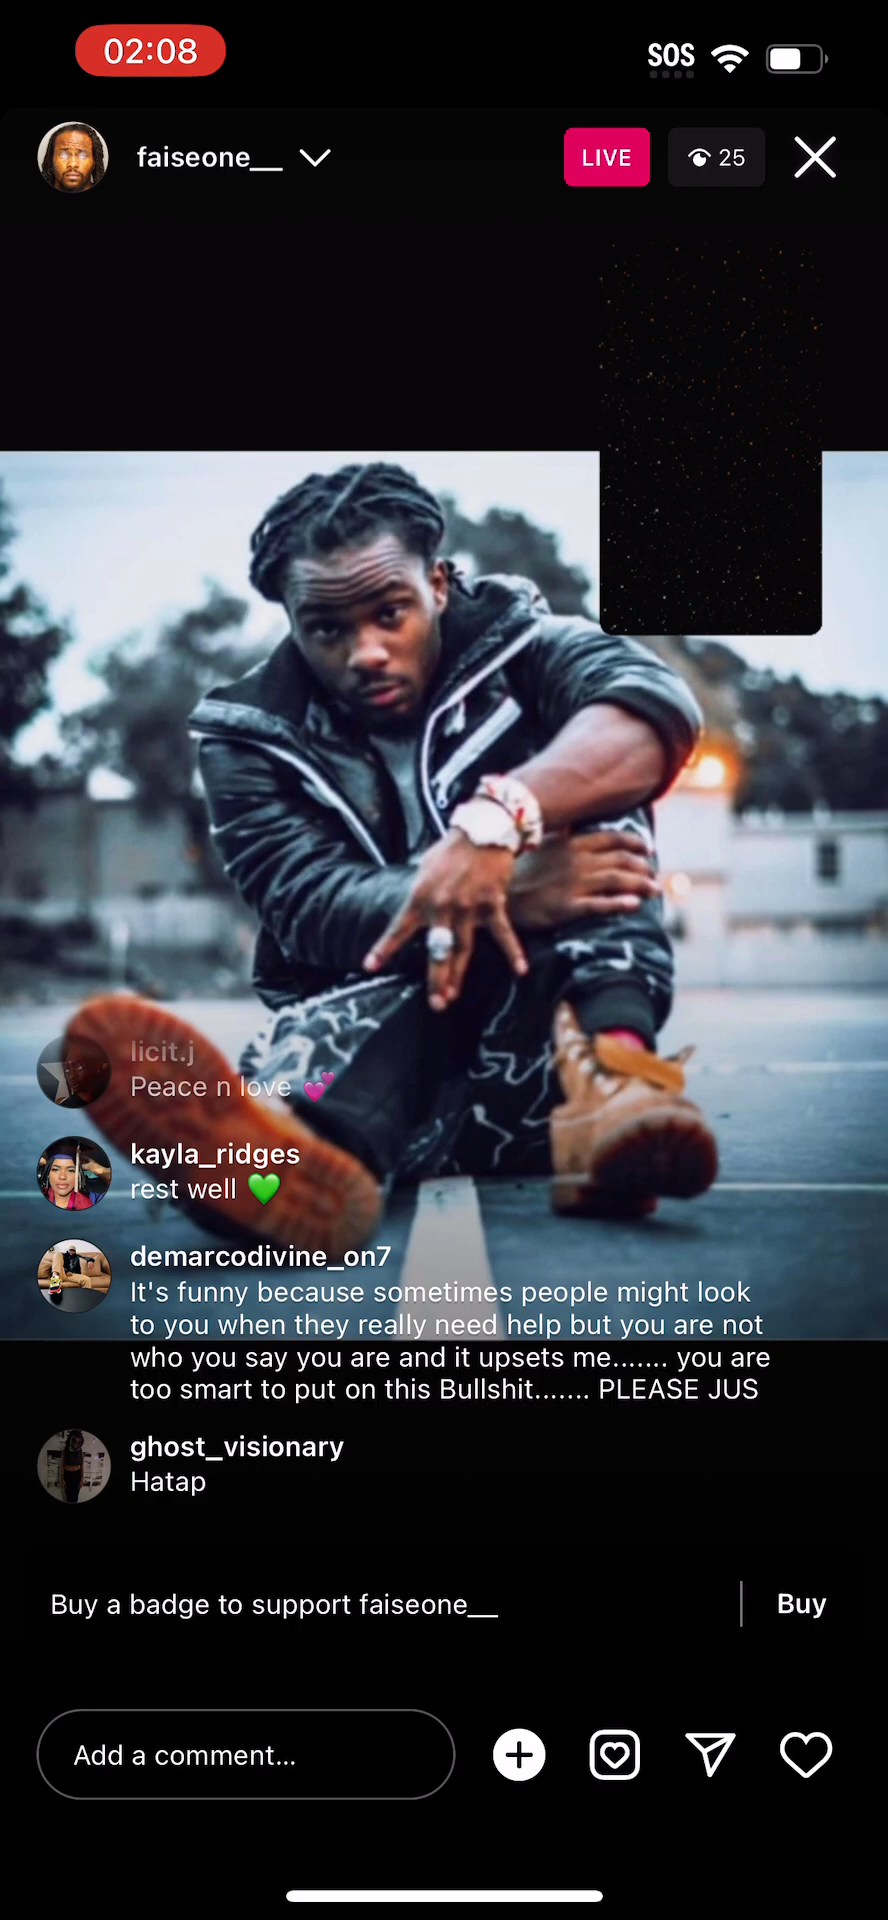 02:08
SOS
faiseone__
LIVE
25
licit.j
Peace n love 💕
kayla_ridges
rest well 💚
demarcodivine_on7
It's funny because sometimes people might look
to you when they really need help but you are not
who you say you are and it upsets me....... you are
too smart to put on this Bullshit....... PLEASE JUS
ghost_visionary
Hatap
Buy a badge to support faiseone__
Buy
Add a comment...